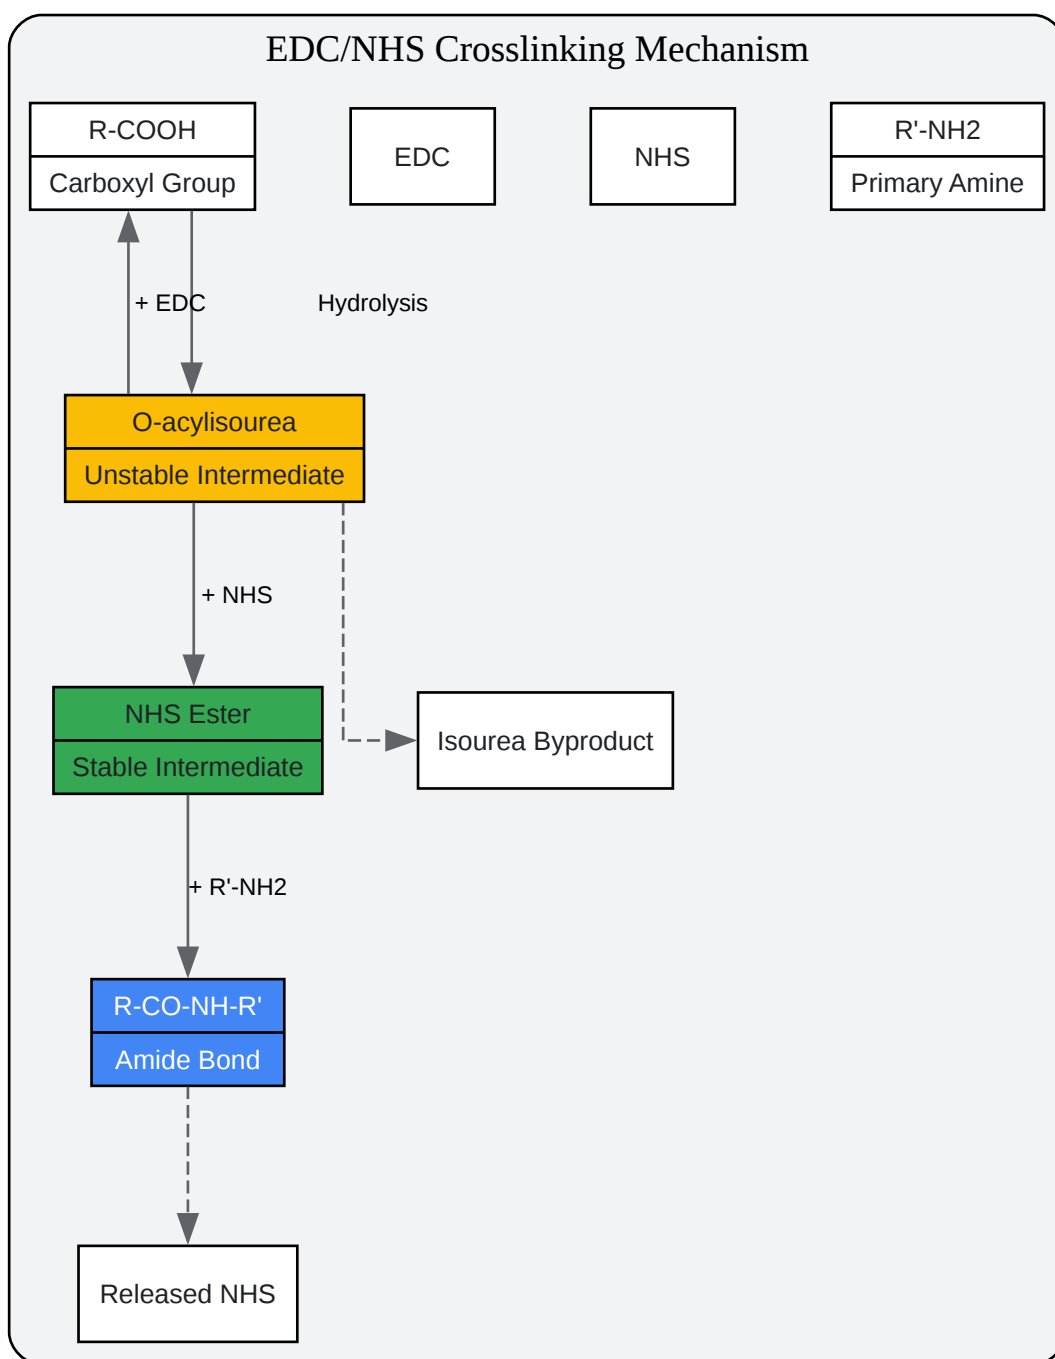 EDC/NHS Crosslinking Mechanism
R-COOH
Carboxyl Group
EDC
NHS
R'-NH2
Primary Amine
+ EDC
Hydrolysis
O-acylisourea
Unstable Intermediate
+ NHS
NHS Ester
Stable Intermediate
Isourea Byproduct
+ R'-NH2
R-CO-NH-R'
Amide Bond
Released NHS